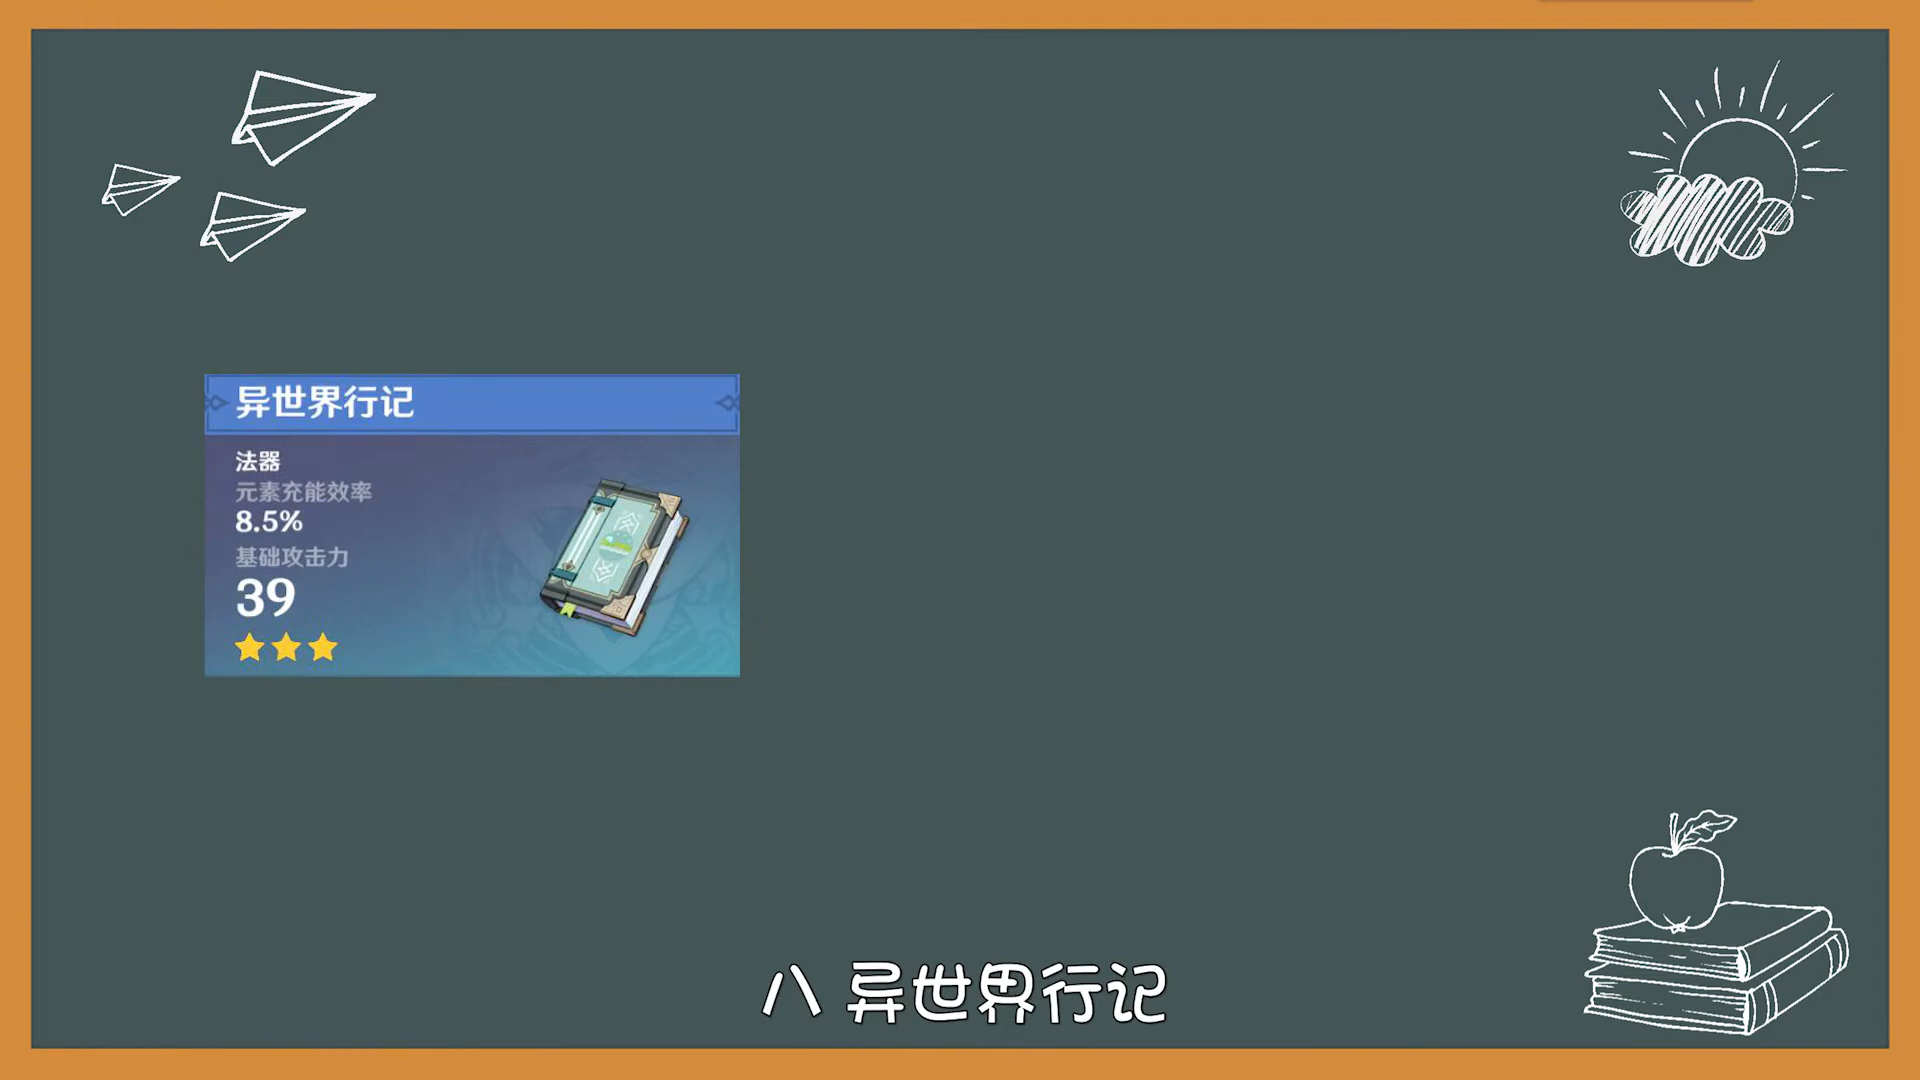 异世界行记
法器
元素充能效率
8.5%
基础攻击力
39
八 异世界行记